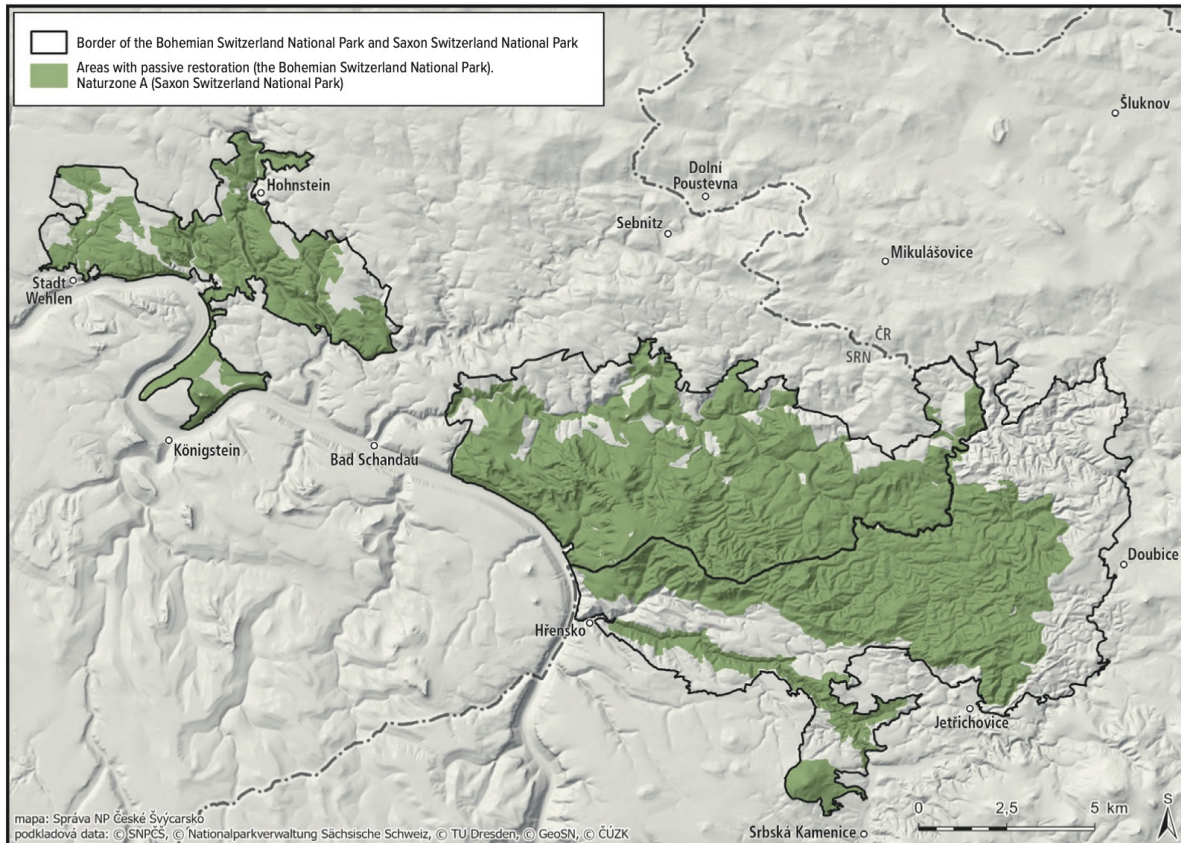 Border of the Bohemian Switzerland National Park and Saxon Switzerland National Park
Areas with passive restoration (the Bohemian Switzerland National Park).
Naturzone A (Saxon Switzerland National Park)
Šluknov
Dolní
Poustevna
Hohnstein
Sebnitz
Mikulášovice
Stadt
Wehlen
ČR
SRN
Königstein
Bad Schandau
Doubice
Hřensko
Jetřichovice
Srbská Kamenice
0 2,5 5 km
S
mapa: Správa NP České Švýcarsko
podkladová data: © SNPČS, © Nationalparkverwaltung Sächsische Schweiz, © TU Dresden, © GeoSN, © ČÚZK